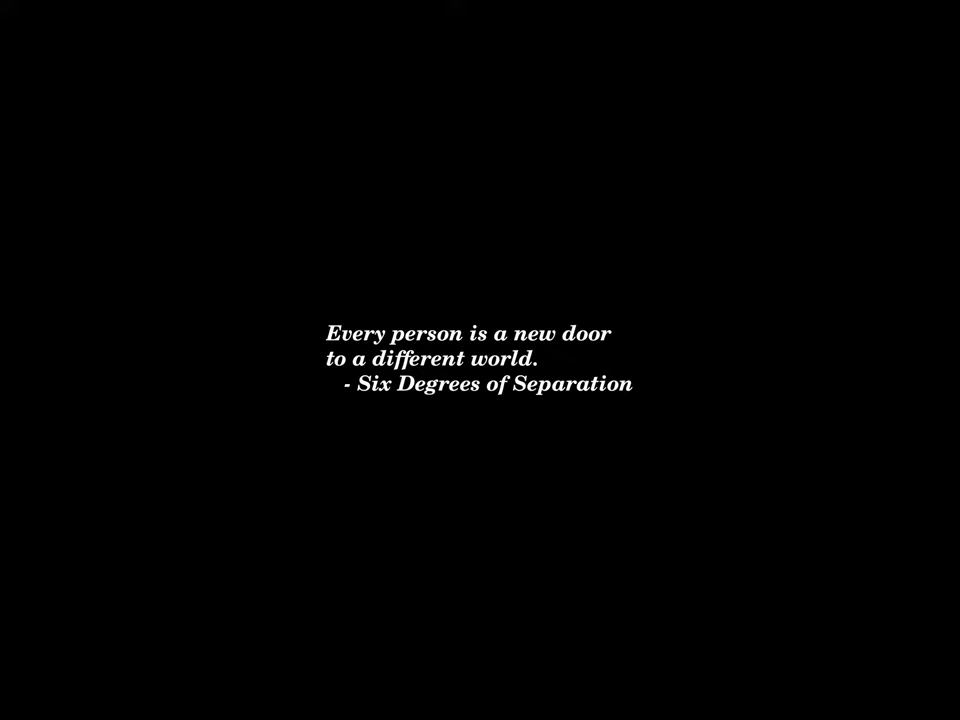 Every person is a new door
to a different world.
- Six Degrees of Separation